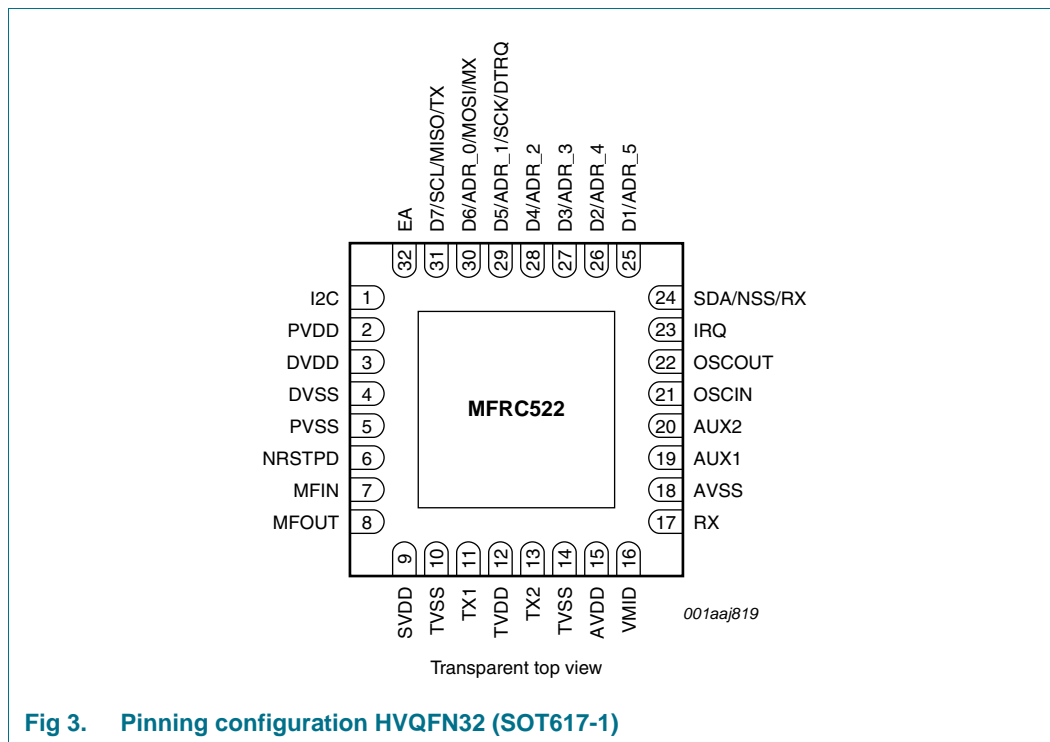 D7/SCL/MISO/TX
D6/ADR_0/MOSI/MX
D5/ADR_1/SCK/DTRQ
D4/ADR_2
D3/ADR_3
D2/ADR_4
D1/ADR_5
EA
32
31
30
29
28
27
26
25
I2C 1
PVDD 2
DVDD 3
DVSS 4
PVSS 5
NRSTPD 6
MFIN 7
MFOUT 8
MFRC522
24 SDA/NSS/RX
23 IRQ
22 OSCOUT
21 OSCIN
20 AUX2
19 AUX1
18 AVSS
17 RX
9
10
11
12
13
14
15
16
SVDD
TVSS
TX1
TVDD
TX2
TVSS
AVDD
VMID
001aaj819
Transparent top view
Fig 3. Pinning configuration HVQFN32 (SOT617-1)